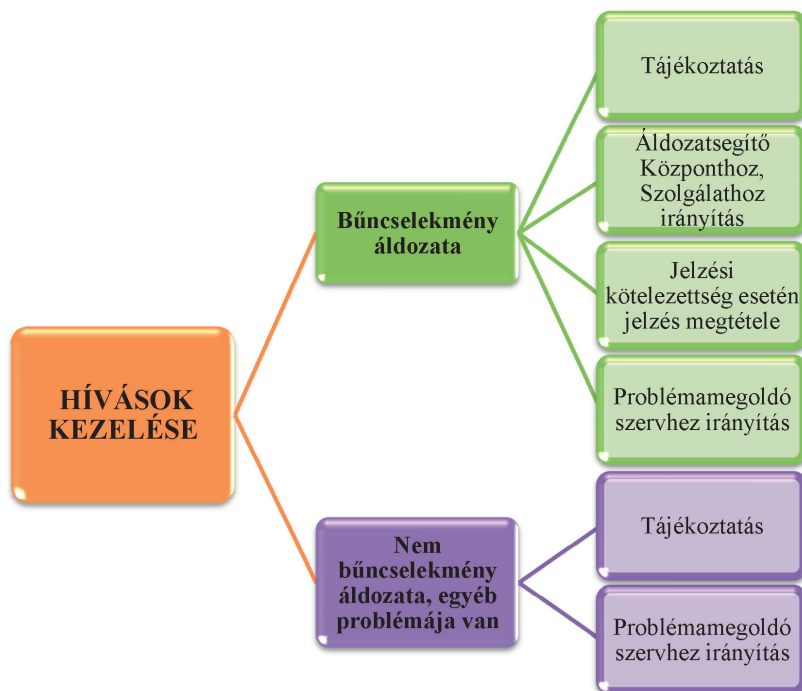 HÍVÁSOK
KEZELÉSE
Bűncselekmény
áldozata
Tájékoztatás
Áldozatsegítő
Központhoz,
Szolgálathoz
irányítás
Jelzési
kötelezettség esetén
jelzés megtétele
Problémamegoldó
szervhez irányítás
Nem
bűncselekmény
áldozata, egyéb
problémája van
Tájékoztatás
Problémamegoldó
szervhez irányítás